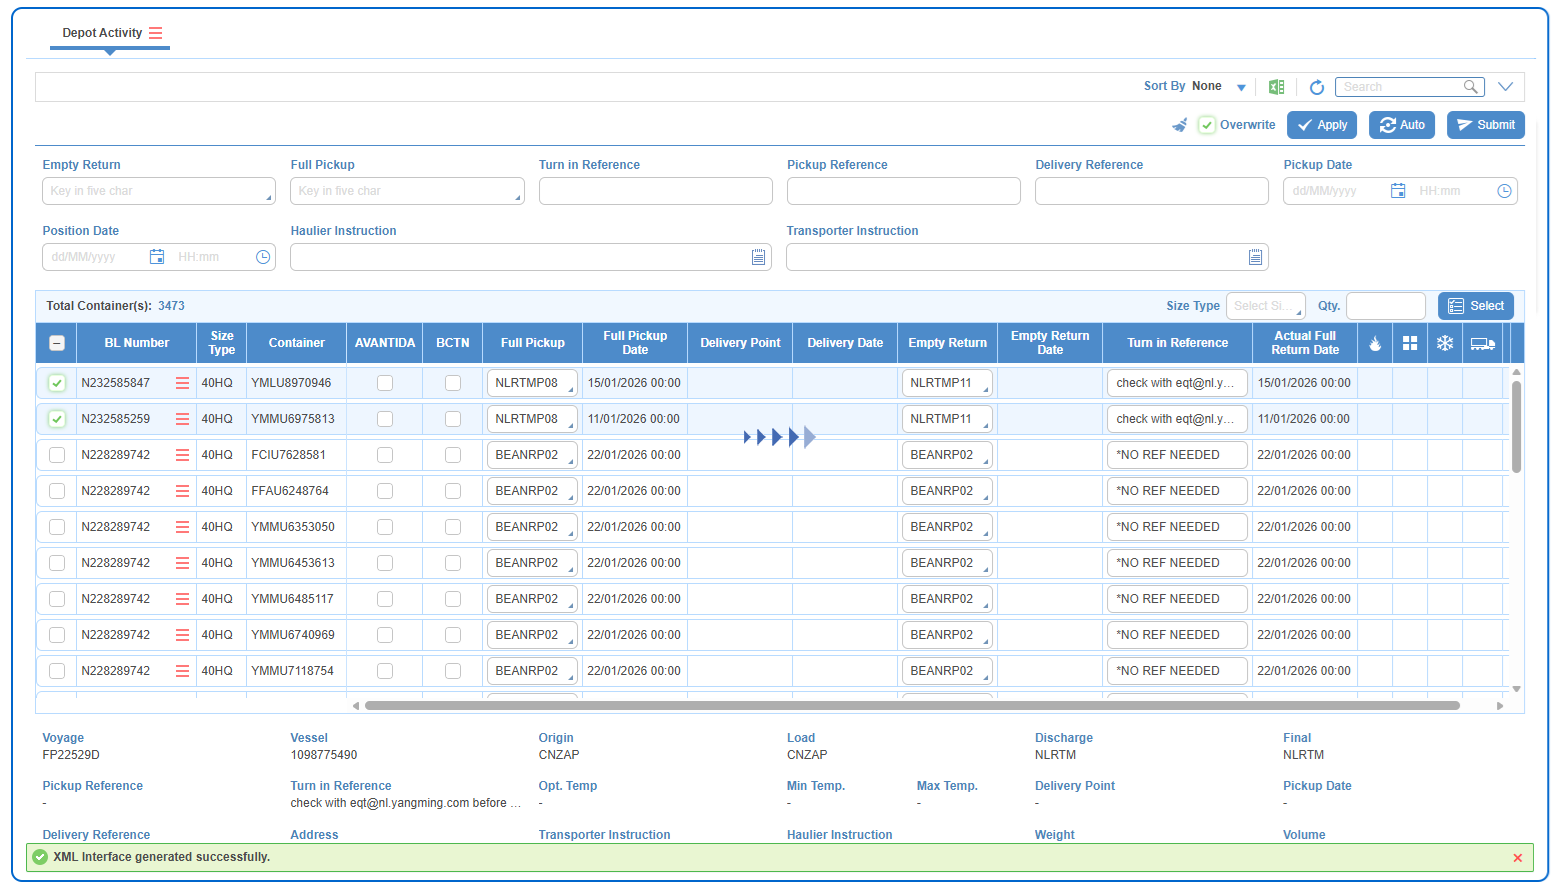 Depot Activity
Sort By None Search
Overwrite Apply Auto Submit
Empty Return Full Pickup Turn in Reference Pickup Reference Delivery Reference Pickup Date
Key in five char Key in five char dd/MM/yyyy HH:mm
Position Date Haulier Instruction Transporter Instruction
dd/MM/yyyy HH:mm
Total Container(s): 3473 Size Type Select Si... Qty. Select
BL Number Size Type Container AVANTIDA BCTN Full Pickup Full Pickup Date Delivery Point Delivery Date Empty Return Empty Return Date Turn in Reference Actual Full Return Date
N232585847 40HQ YMLU8970946 NLRTMP08 15/01/2026 00:00 NLRTMP11 check with eqt@nl.y... 15/01/2026 00:00
N232585259 40HQ YMMU6975813 NLRTMP08 11/01/2026 00:00 NLRTMP11 check with eqt@nl.y... 11/01/2026 00:00
N228289742 40HQ FCIU7628581 BEANRP02 22/01/2026 00:00 BEANRP02 *NO REF NEEDED 22/01/2026 00:00
N228289742 40HQ FFAU6248764 BEANRP02 22/01/2026 00:00 BEANRP02 *NO REF NEEDED 22/01/2026 00:00
N228289742 40HQ YMMU6353050 BEANRP02 22/01/2026 00:00 BEANRP02 *NO REF NEEDED 22/01/2026 00:00
N228289742 40HQ YMMU6453613 BEANRP02 22/01/2026 00:00 BEANRP02 *NO REF NEEDED 22/01/2026 00:00
N228289742 40HQ YMMU6485117 BEANRP02 22/01/2026 00:00 BEANRP02 *NO REF NEEDED 22/01/2026 00:00
N228289742 40HQ YMMU6740969 BEANRP02 22/01/2026 00:00 BEANRP02 *NO REF NEEDED 22/01/2026 00:00
N228289742 40HQ YMMU7118754 BEANRP02 22/01/2026 00:00 BEANRP02 *NO REF NEEDED 22/01/2026 00:00
Voyage Vessel Origin Load Discharge Final
FP22529D 1098775490 CNZAP CNZAP NLRTM NLRTM
Pickup Reference Turn in Reference Opt. Temp Min Temp. Max Temp. Delivery Point Pickup Date
- check with eqt@nl.yangming.com before ... - - - - -
Delivery Reference Address Transporter Instruction Haulier Instruction Weight Volume
XML Interface generated successfully.